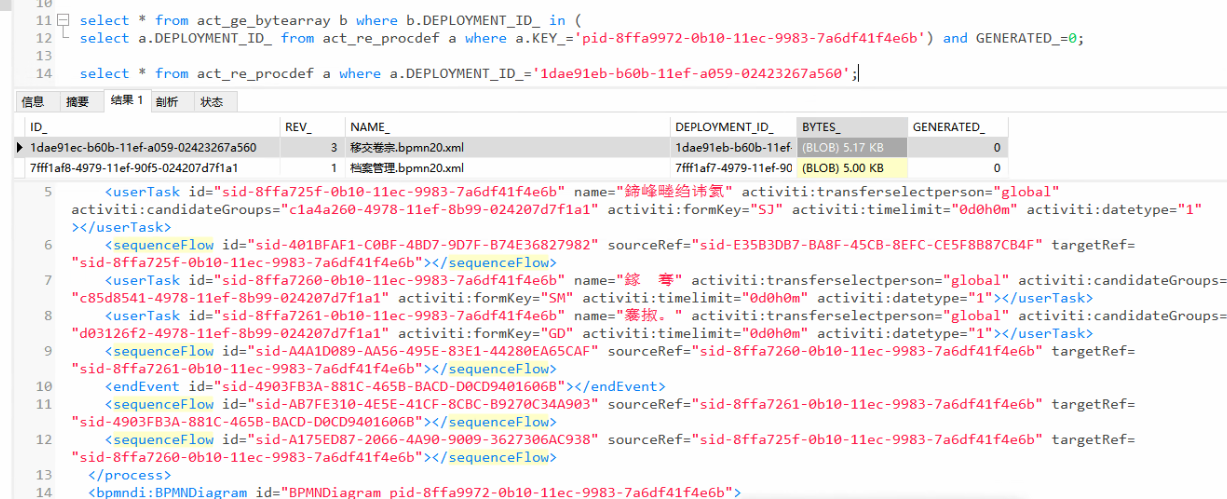 10
11 select * from act_ge_bytearray b where b.DEPLOYMENT_ID_ in (
12 select a.DEPLOYMENT_ID_ from act_re_procdef a where a.KEY_='pid-8ffa9972-0b10-11ec-9983-7a6df41f4e6b') and GENERATED_=0;
13
14 select * from act_re_procdef a where a.DEPLOYMENT_ID_='1dae91eb-b60b-11ef-a059-02423267a560';
信息 摘要 结果 1 剖析 状态
ID_ REV_ NAME_ DEPLOYMENT_ID_ BYTES_ GENERATED_
1dae91ec-b60b-11ef-a059-02423267a560 3 移交卷宗.bpmn20.xml 1dae91eb-b60b-11ef- (BLOB) 5.17 KB 0
7fff1af8-4979-11ef-90f5-024207d7f1a1 1 档案管理.bpmn20.xml 7fff1af7-4979-11ef-90 (BLOB) 5.00 KB 0
5 <userTask id="sid-8ffa725f-0b10-11ec-9983-7a6df41f4e6b" name=" activiti:transferselectperson="global"
activiti:candidateGroups="c1a4a260-4978-11ef-8b99-024207d7f1a1" activiti:formKey="SJ" activiti:timelimit="0d0h0m" activiti:datetype="1"
></userTask>
6 <sequenceFlow id="sid-401BFAF1-C0BF-4BD7-9D7F-B74E36827982" sourceRef="sid-E35B3DB7-BA8F-45CB-8EFC-CE5F8B87CB4F" targetRef=
"sid-8ffa725f-0b10-11ec-9983-7a6df41f4e6b"></sequenceFlow>
7 <userTask id="sid-8ffa7260-0b10-11ec-9983-7a6df41f4e6b" name=" activiti:transferselectperson="global" activiti:candidateGroups=
"c85d8541-4978-11ef-8b99-024207d7f1a1" activiti:formKey="SM" activiti:timelimit="0d0h0m" activiti:datetype="1"></userTask>
8 <userTask id="sid-8ffa7261-0b10-11ec-9983-7a6df41f4e6b" name="褰掓。" activiti:transferselectperson="global" activiti:candidateGroups=
"d03126f2-4978-11ef-8b99-024207d7f1a1" activiti:formKey="GD" activiti:timelimit="0d0h0m" activiti:datetype="1"></userTask>
9 <sequenceFlow id="sid-A4A1D089-AA56-495E-83E1-44280EA65CAF" sourceRef="sid-8ffa7260-0b10-11ec-9983-7a6df41f4e6b" targetRef=
"sid-8ffa7261-0b10-11ec-9983-7a6df41f4e6b"></sequenceFlow>
10 <endEvent id="sid-4903FB3A-881C-465B-BACD-D0CD9401606B"></endEvent>
11 <sequenceFlow id="sid-AB7FE310-4E5E-41CF-8CBC-B9270C34A903" sourceRef="sid-8ffa7261-0b10-11ec-9983-7a6df41f4e6b" targetRef=
"sid-4903FB3A-881C-465B-BACD-D0CD9401606B"></sequenceFlow>
12 <sequenceFlow id="sid-A175ED87-2066-4A90-9009-3627306AC938" sourceRef="sid-8ffa725f-0b10-11ec-9983-7a6df41f4e6b" targetRef=
"sid-8ffa7260-0b10-11ec-9983-7a6df41f4e6b"></sequenceFlow>
13 </process>
14 <bpmndi:BPMNDiagram id="BPMNDiagram_pid-8ffa9972-0b10-11ec-9983-7a6df41f4e6b">